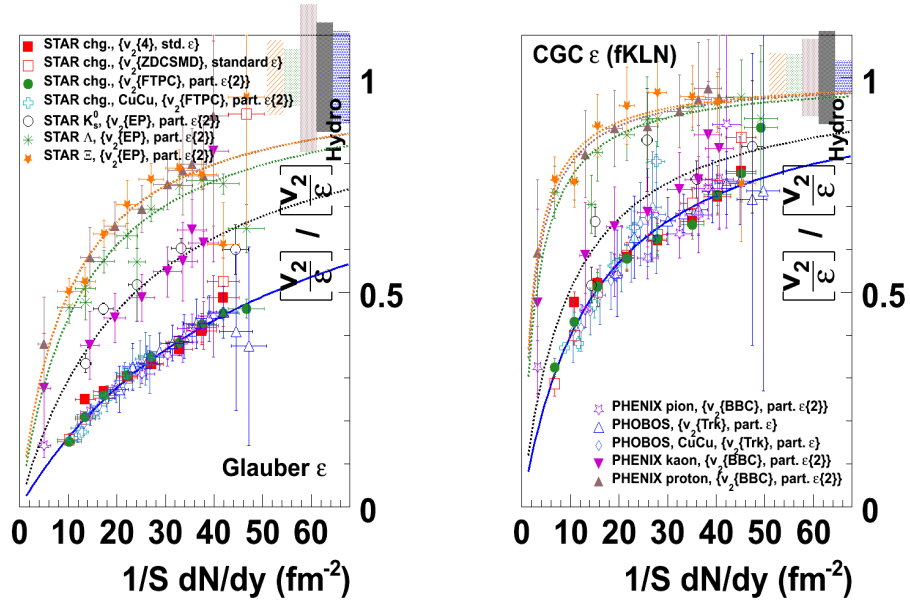 STAR chg., {v₂{4}, std. ε}
STAR chg., {v₂{ZDCSMD}, standard ε}
STAR chg., {v₂{FTPC}, part. ε{2}}
STAR chg., CuCu, {v₂{FTPC}, part. ε{2}}
STAR K⁰ₛ, {v₂{EP}, part. ε{2}}
STAR Λ, {v₂{EP}, part. ε{2}}
STAR Ξ, {v₂{EP}, part. ε{2}}
Glauber ε
1
0.5
0
[v₂/ε] / [v₂/ε]Hydro
0 10 20 30 40 50 60
1/S dN/dy (fm⁻²)
CGC ε (fKLN)
PHENIX pion, {v₂{BBC}, part. ε{2}}
PHOBOS, {v₂{Trk}, part. ε}
PHOBOS, CuCu, {v₂{Trk}, part. ε}
PHENIX kaon, {v₂{BBC}, part. ε{2}}
PHENIX proton, {v₂{BBC}, part. ε{2}}
1
0.5
0
[v₂/ε] / [v₂/ε]Hydro
0 10 20 30 40 50 60
1/S dN/dy (fm⁻²)